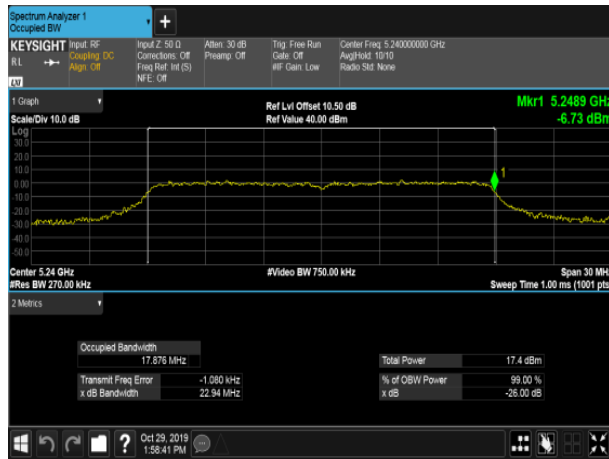 Spectrum Analyzer 1
Occupied BW
KEYSIGHT
RL
LXI
Input: RF
Coupling: DC
Align: Off
Input Z: 50 Ω
Corrections: Off
Freq Ref: Int (S)
NFE: Off
Atten: 30 dB
Preamp: Off
Trig: Free Run
Gate: Off
#IF Gain: Low
Center Freq: 5.240000000 GHz
Avg|Hold: 10/10
Radio Std: None
1 Graph
Scale/Div 10.0 dB
Ref Lvl Offset 10.50 dB
Ref Value 40.00 dBm
Mkr1 5.2489 GHz
-6.73 dBm
Log
30.0
20.0
10.0
0.00
-10.0
-20.0
-30.0
-40.0
-50.0
1
Center 5.24 GHz
#Res BW 270.00 kHz
#Video BW 750.00 kHz
Span 30 MHz
Sweep Time 1.00 ms (1001 pts
2 Metrics
Occupied Bandwidth
17.876 MHz
Transmit Freq Error -1.080 kHz
x dB Bandwidth 22.94 MHz
Total Power 17.4 dBm
% of OBW Power 99.00 %
x dB -26.00 dB
?
Oct 29, 2019
1:58:41 PM